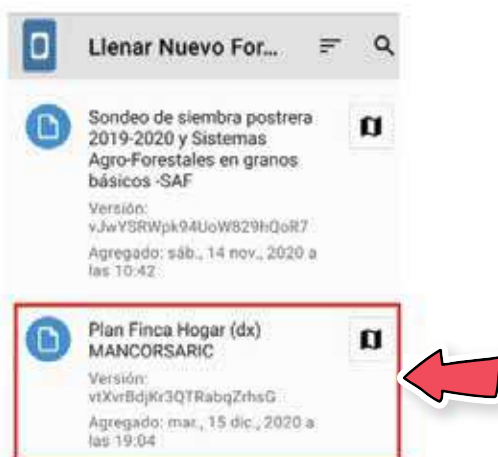 Llenar Nuevo For...
Sondeo de siembra postrera
2019-2020 y Sistemas
Agro-Forestales en granos
básicos -SAF
Versión:
vJwYSRWpk94UoW829hQoR7
Agregado: sáb., 14 nov., 2020 a
las 10:42
Plan Finca Hogar (dx)
MANCORSARIC
Versión:
vtXvrBdjKr3QTRabqZrhsG
Agregado: mar., 15 dic., 2020 a
las 19:04